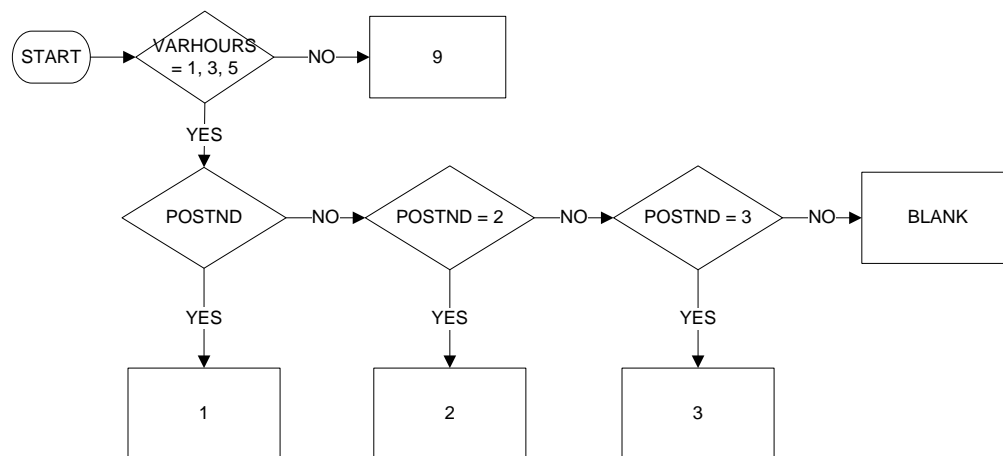 START
VARHOURS
= 1, 3, 5
NO
9
YES
POSTND
NO
POSTND = 2
NO
POSTND = 3
NO
BLANK
YES
YES
YES
1
2
3